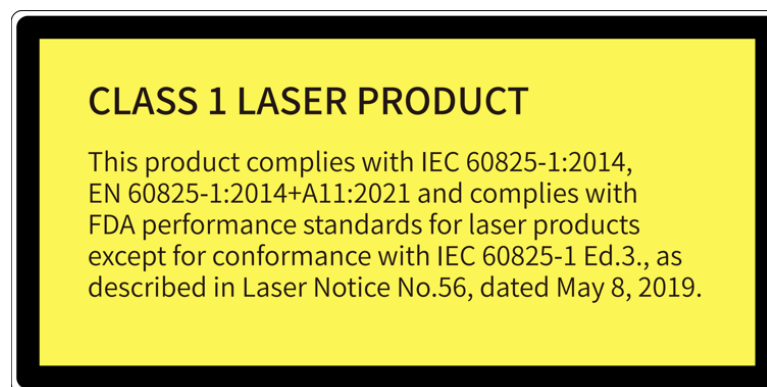 CLASS 1 LASER PRODUCT
This product complies with IEC 60825-1:2014,
EN 60825-1:2014+A11:2021 and complies with
FDA performance standards for laser products
except for conformance with IEC 60825-1 Ed.3., as
described in Laser Notice No.56, dated May 8, 2019.